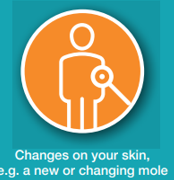 Changes on your skin,
e.g. a new or changing mole